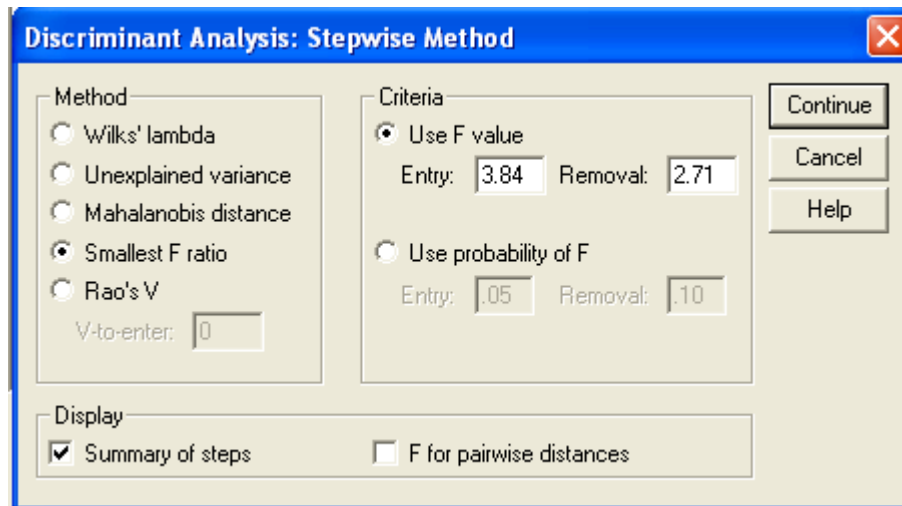 Discriminant Analysis: Stepwise Method
Method
Wilks' lambda
Unexplained variance
Mahalanobis distance
Smallest F ratio
Rao's V
V-to-enter: 0
Criteria
Use F value
Entry: 3.84 Removal: 2.71
Use probability of F
Entry: .05 Removal: .10
Continue
Cancel
Help
Display
Summary of steps
F for pairwise distances